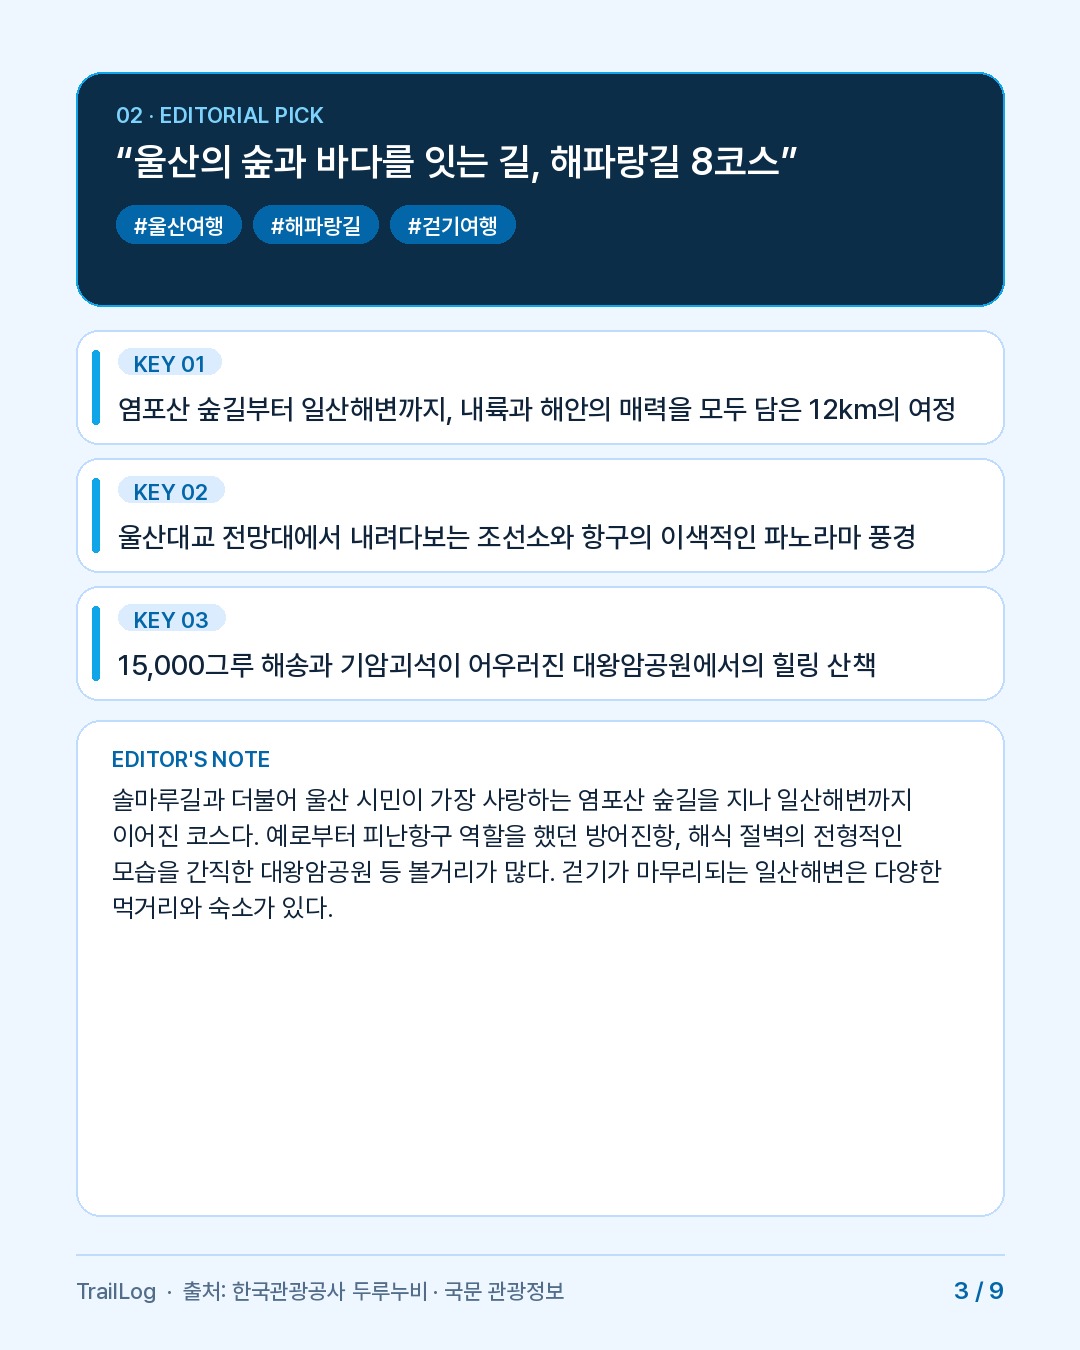 02 · EDITORIAL PICK
“울산의 숲과 바다를 잇는 길, 해파랑길 8코스”
#울산여행 #해파랑길 #걷기여행
KEY 01
염포산 숲길부터 일산해변까지, 내륙과 해안의 매력을 모두 담은 12km의 여정
KEY 02
울산대교 전망대에서 내려다보는 조선소와 항구의 이색적인 파노라마 풍경
KEY 03
15,000그루 해송과 기암괴석이 어우러진 대왕암공원에서의 힐링 산책
EDITOR'S NOTE
솔마루길과 더불어 울산 시민이 가장 사랑하는 염포산 숲길을 지나 일산해변까지
이어진 코스다. 예로부터 피난항구 역할을 했던 방어진항, 해식 절벽의 전형적인
모습을 간직한 대왕암공원 등 볼거리가 많다. 걷기가 마무리되는 일산해변은 다양한
먹거리와 숙소가 있다.
TrailLog · 출처: 한국관광공사 두루누비 · 국문 관광정보
3 / 9